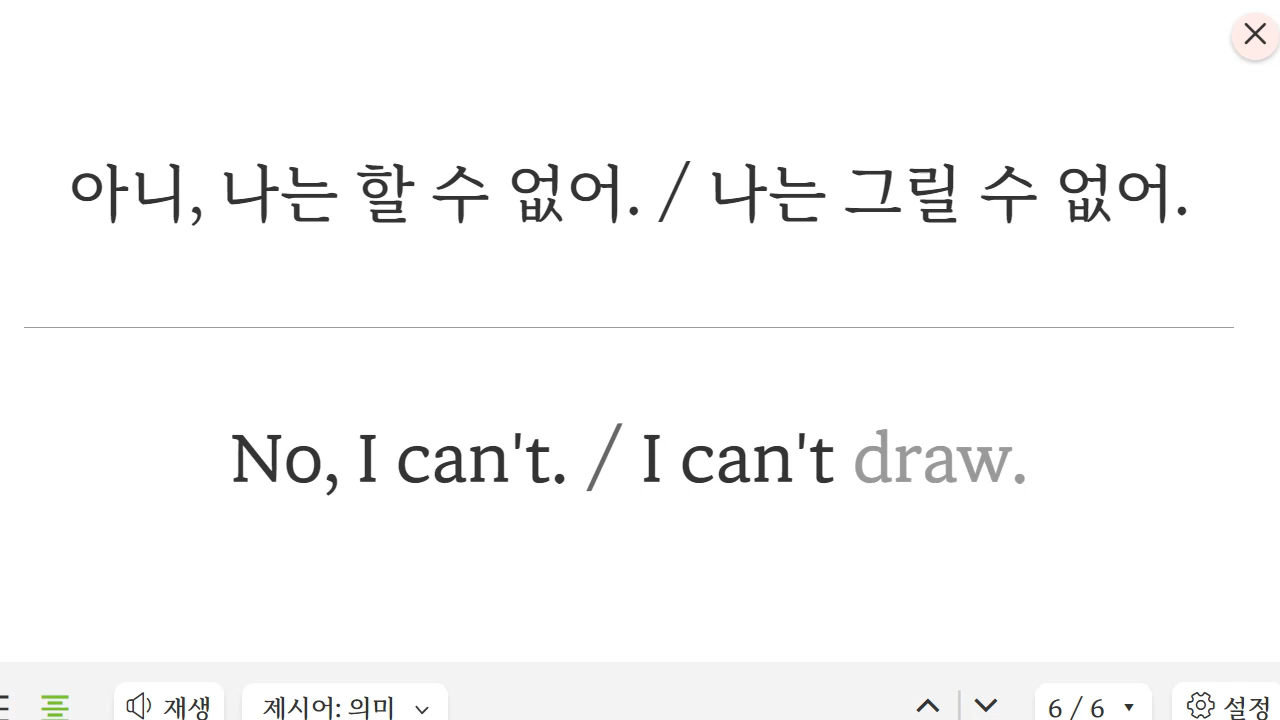 아니, 나는 할 수 없어. / 나는 그릴 수 없어.
No, I can't. / I can't draw.
재생 제시어: 의미 6 / 6 설정